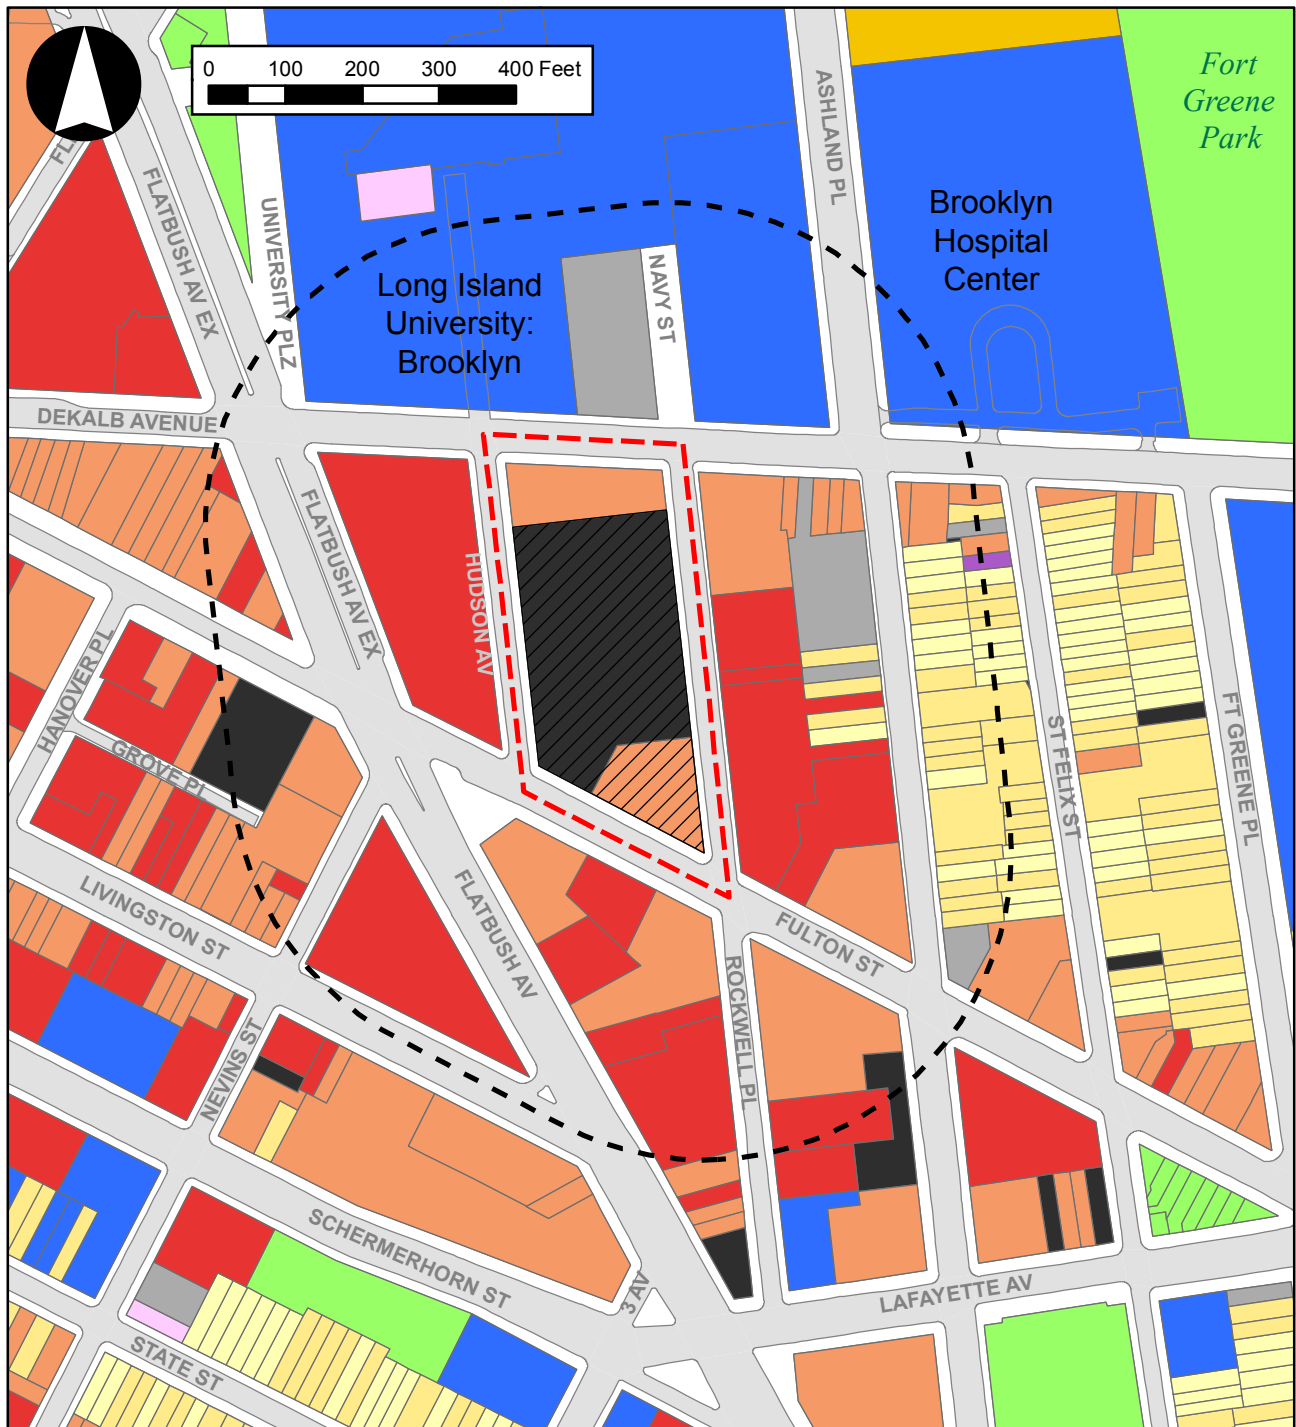 0 100 200 300 400 Feet
Fort
Greene
Park
ASHLAND PL
FLATBUSH AV EX
UNIVERSITY PLZ
Brooklyn
Hospital
Center
Long Island
University:
Brooklyn
NAVY ST
DEKALB AVENUE
FLATBUSH AV EX
HUDSON AV
HANOVER PL
GROVE Pl
ST FELIX ST
FT GREENE PL
LIVINGSTON ST
FLATBUSH AV
FULTON ST
ROCKWELL PL
NEVINS ST
SCHERMERHORN ST
3 AV
LAFAYETTE AV
STATE ST